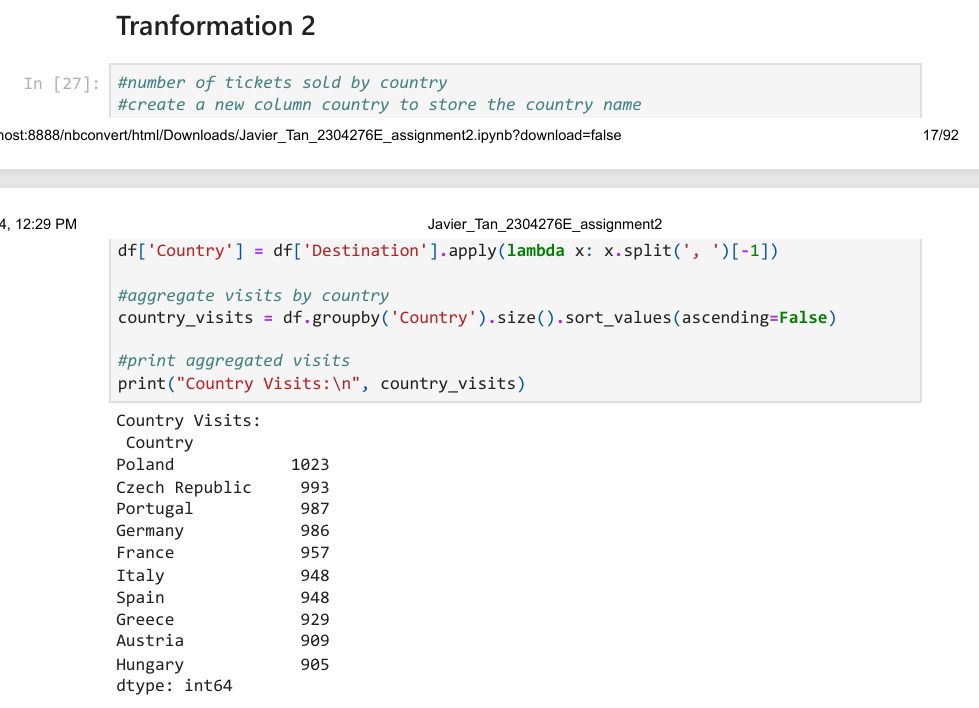 Tranformation 2
In [27]:
#number of tickets sold by country
#create a new column country to store the country name
nost:8888/nbconvert/html/Downloads/Javier_Tan_2304276E_assignment2.ipynb?download=false
17/92
4, 12:29 PM
Javier_Tan_2304276E_assignment2
df['Country'] = df['Destination'].apply(lambda x: x.split(', ')[-1])
#aggregate visits by country
country_visits = df.groupby('Country').size().sort_values(ascending=False)
#print aggregated visits
print("Country Visits:\n", country_visits)
Country Visits:
Country
Poland 1023
Czech Republic 993
Portugal 987
Germany 986
France 957
Italy 948
Spain 948
Greece 929
Austria 909
Hungary 905
dtype: int64